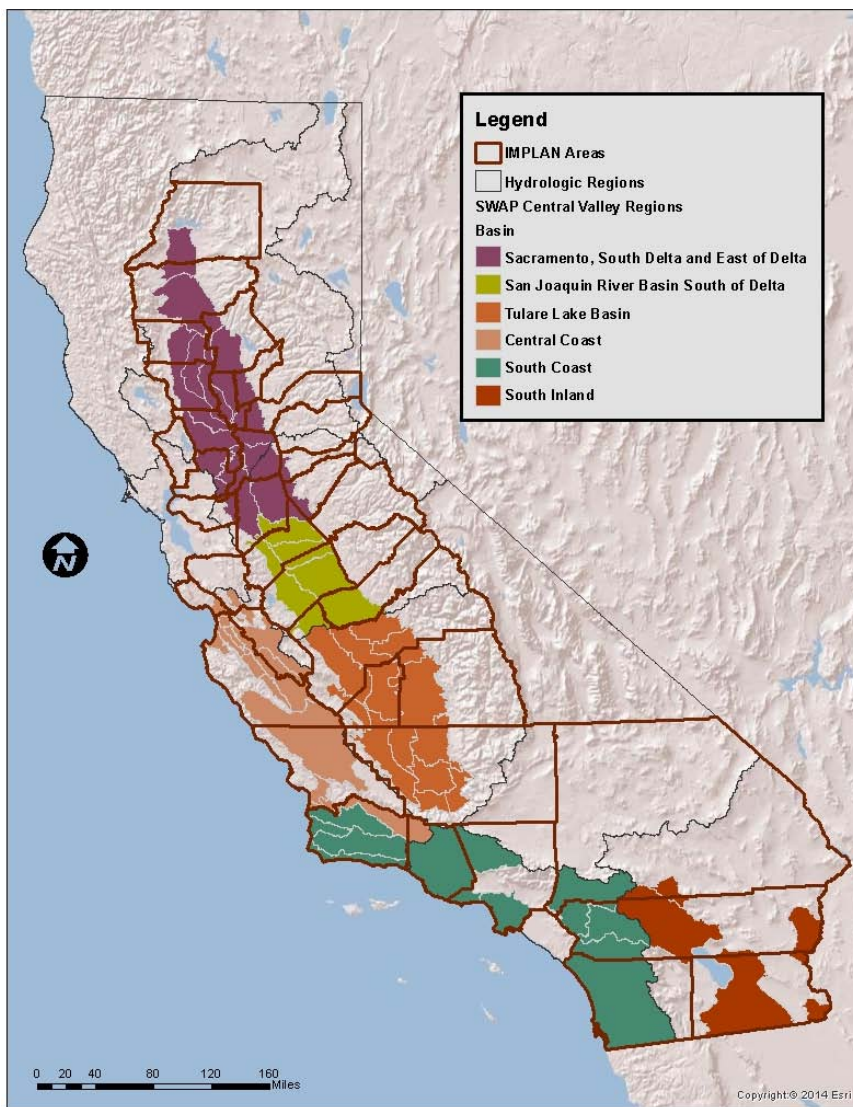 Legend
IMPLAN Areas
Hydrologic Regions
SWAP Central Valley Regions
Basin
Sacramento, South Delta and East of Delta
San Joaquin River Basin South of Delta
Tulare Lake Basin
Central Coast
South Coast
South Inland
N
0 20 40 80 120 160
Miles
Copyright:© 2014 Esri